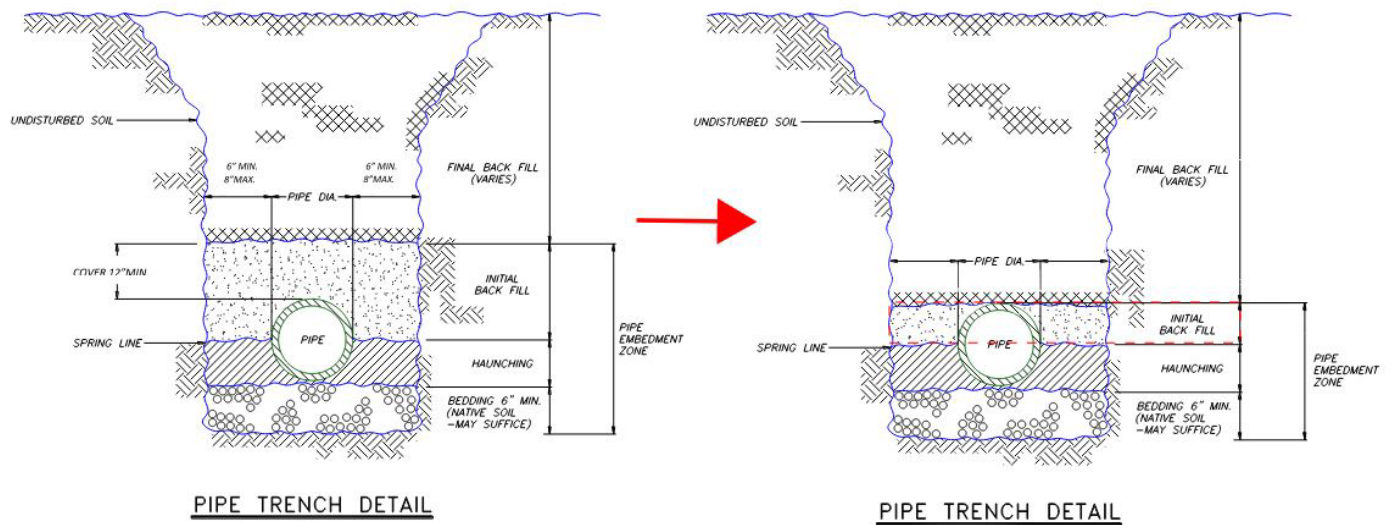 UNDISTURBED SOIL
6" MIN.
8"MAX.
PIPE DIA.
6" MIN.
8"MAX.
FINAL BACK FILL
(VARIES)
COVER 12"MIN
INITIAL
BACK FILL
PIPE
EMBEDMENT
ZONE
SPRING LINE
PIPE
HAUNCHING
BEDDING 6" MIN.
(NATIVE SOIL
-MAY SUFFICE)
PIPE TRENCH DETAIL
UNDISTURBED SOIL
FINAL BACK FILL
(VARIES)
PIPE DIA.
INITIAL
BACK FILL
SPRING LINE
PIPE
HAUNCHING
PIPE
EMBEDMENT
ZONE
BEDDING 6" MIN.
(NATIVE SOIL
-MAY SUFFICE)
PIPE TRENCH DETAIL